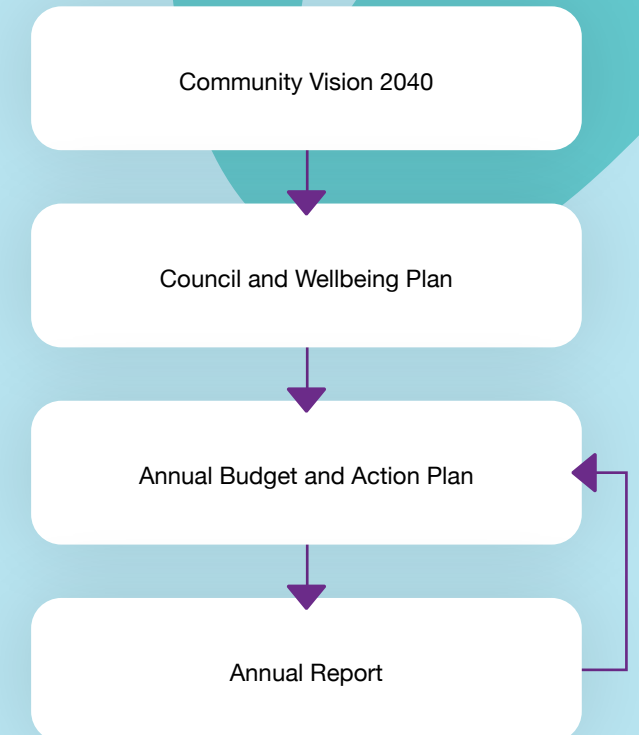 Community Vision 2040
Council and Wellbeing Plan
Annual Budget and Action Plan
Annual Report